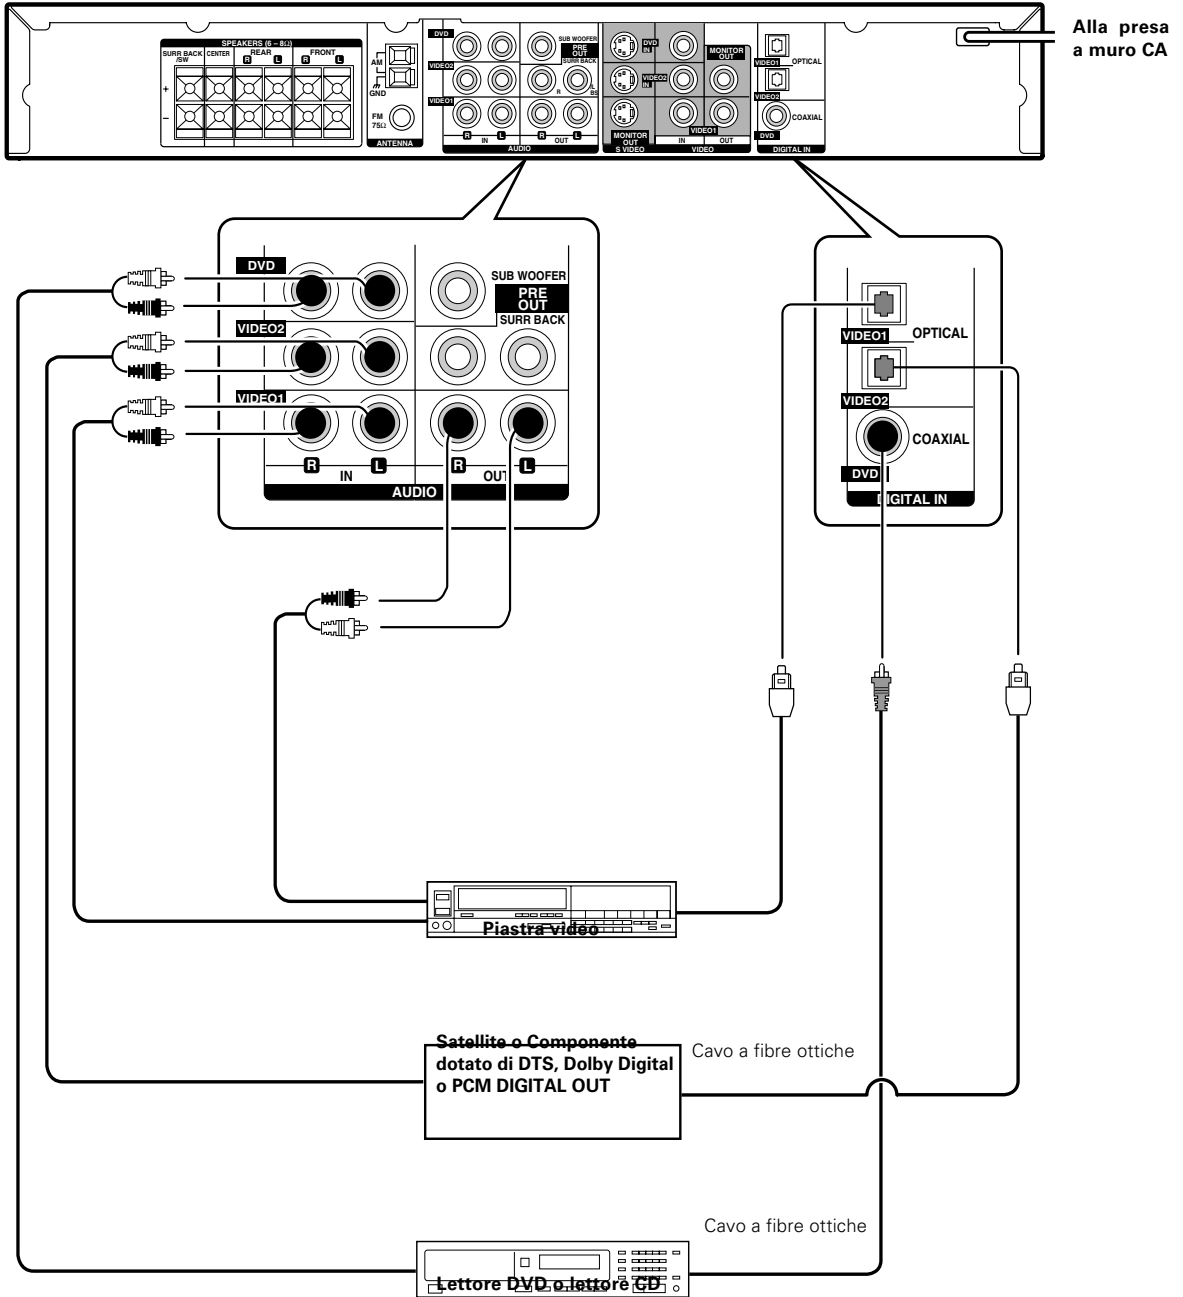 Alla presa
a muro CA
SPEAKERS (6 – 8Ω)
SURR BACK
/SW
CENTER
REAR
R L
FRONT
R L
+
–
AM
GND
FM
75Ω
ANTENNA
DVD
VIDEO2
VIDEO1
R L
IN
R L
OUT
AUDIO
SUB WOOFER
PRE
OUT
SURR BACK
R
L
BS
DVD
IN
VIDEO2
IN
MONITOR
OUT
S VIDEO
MONITOR
OUT
VIDEO1
IN
OUT
VIDEO
VIDEO1
OPTICAL
VIDEO2
COAXIAL
DVD
DIGITAL IN
DVD
VIDEO2
VIDEO1
SUB WOOFER
PRE
OUT
SURR BACK
R L R L
IN OUT
AUDIO
VIDEO1
OPTICAL
VIDEO2
COAXIAL
DVD
DIGITAL IN
Piastra video
Satellite o Componente
dotato di DTS, Dolby Digital
o PCM DIGITAL OUT
Cavo a fibre ottiche
Cavo a fibre ottiche
Lettore DVD o lettore CD